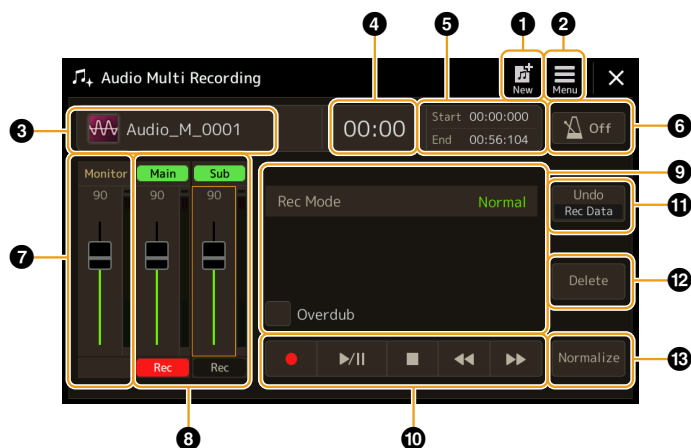 1
2
3
4
5
6
7
8
9
10
11
12
13
Audio Multi Recording
New
Menu
Audio_M_0001
00:00
Start 00:00:000
End 00:56:104
Off
Monitor
Main
Sub
90
90
90
Rec
Rec
Rec Mode
Normal
Overdub
Undo
Rec Data
Delete
Normalize